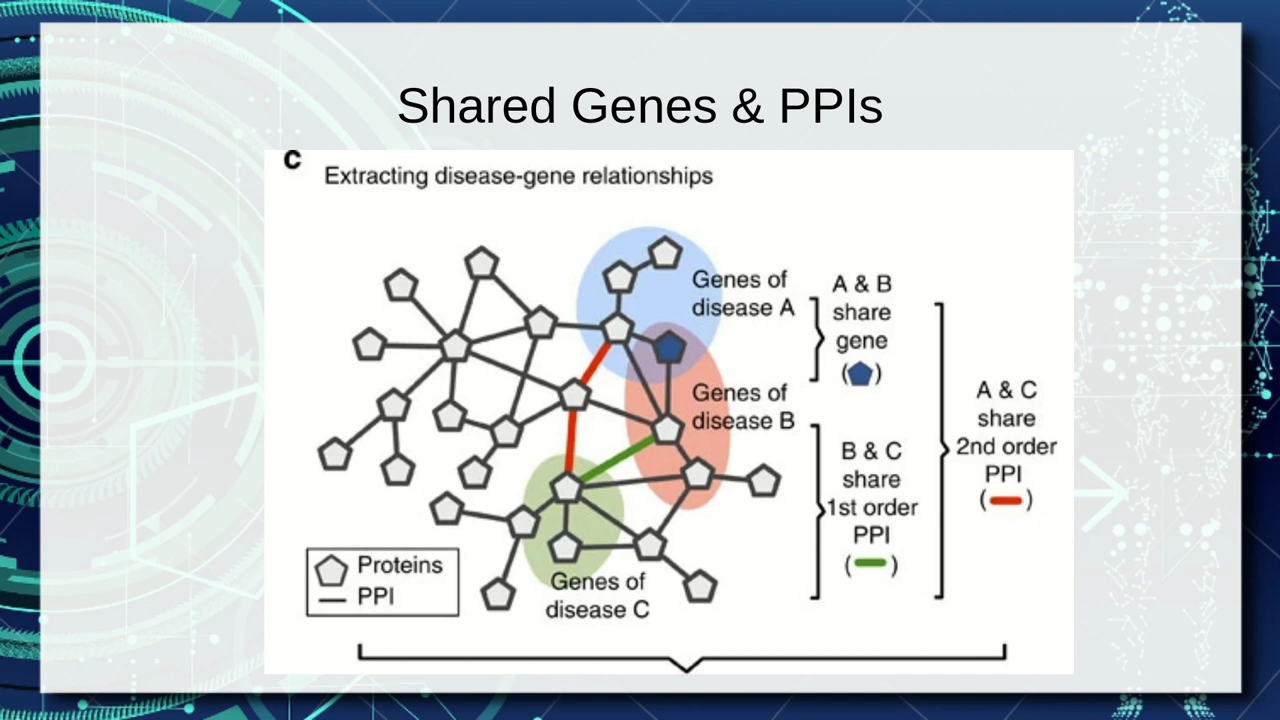 Shared Genes & PPIs
c
Extracting disease-gene relationships
Genes of
disease A
A & B
share
gene
( )
Genes of
disease B
B & C
share
1st order
PPI
( )
A & C
share
2nd order
PPI
( )
Genes of
disease C
Proteins
PPI